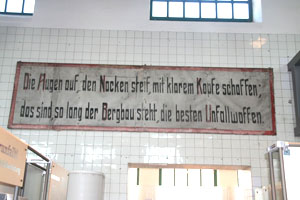 Die Augen auf, den Nacken steif, mit klarem Kopfe schaffen;
das sind, so lang der Bergbau steht, die besten Unfallwaffen.